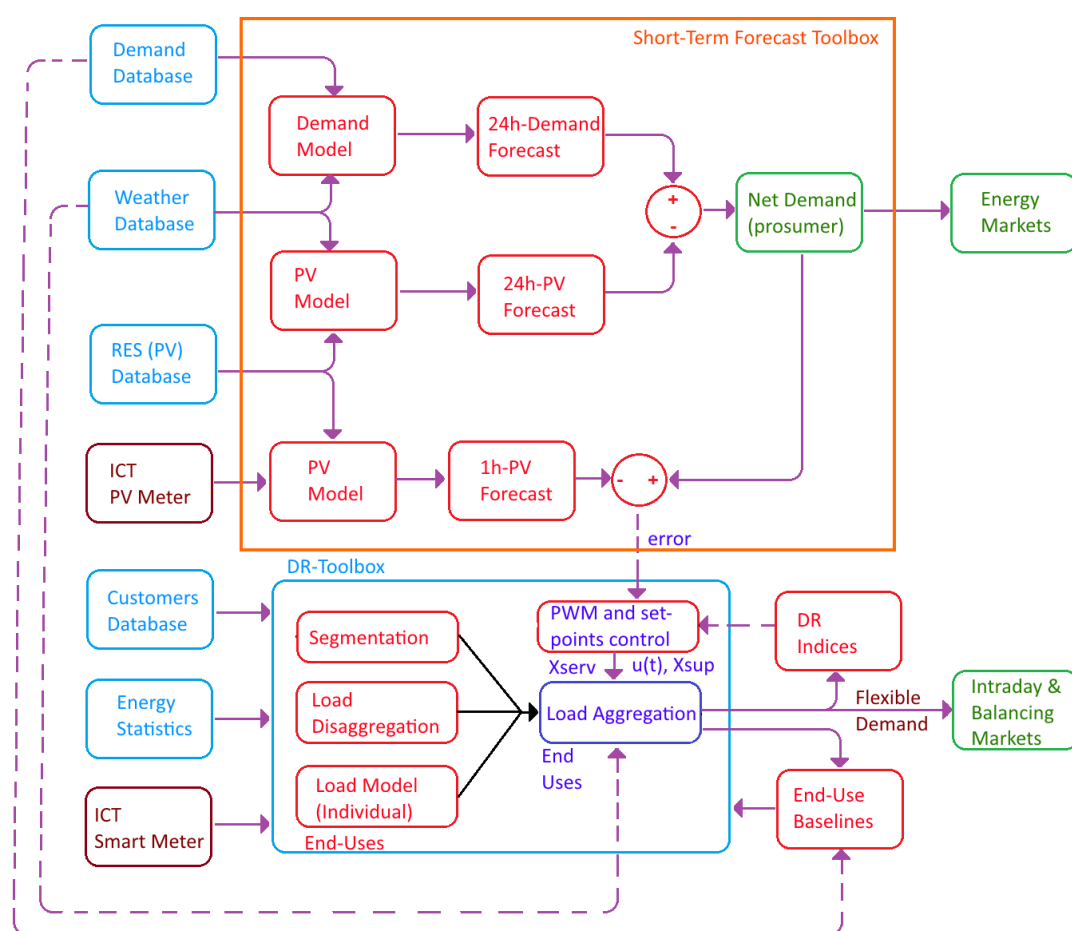 Short-Term Forecast Toolbox
Demand
Database
Demand
Model
24h-Demand
Forecast
Weather
Database
+
-
Net Demand
(prosumer)
Energy
Markets
PV
Model
24h-PV
Forecast
RES (PV)
Database
ICT
PV Meter
PV
Model
1h-PV
Forecast
- +
error
DR-Toolbox
Customers
Database
Segmentation
PWM and set-
points control
DR
Indices
Xserv
u(t), Xsup
Energy
Statistics
Load
Disaggregation
Load Aggregation
Flexible
Demand
Intraday &
Balancing
Markets
End
Uses
ICT
Smart Meter
Load Model
(Individual)
End-Uses
End-Use
Baselines